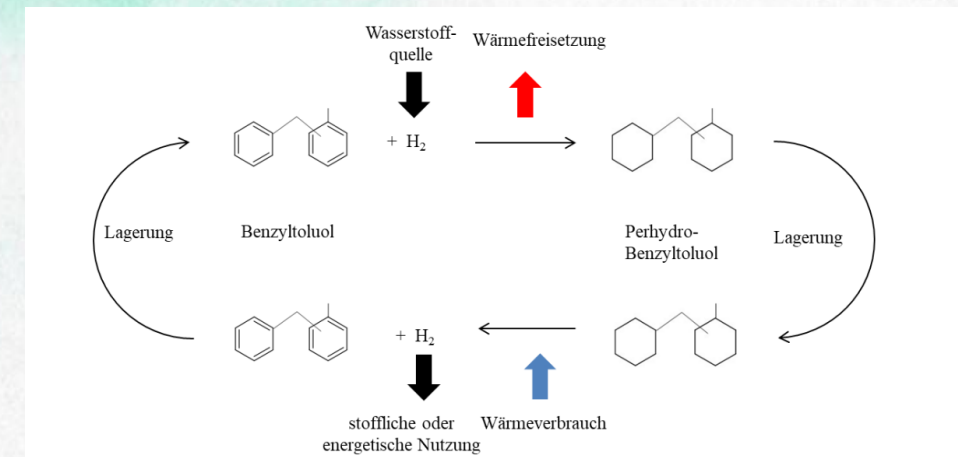 Wasserstoff-
quelle
Wärmefreisetzung
+ H₂
Lagerung
Benzyltoluol
Perhydro-
Benzyltoluol
Lagerung
+ H₂
stoffliche oder
energetische Nutzung
Wärmeverbrauch